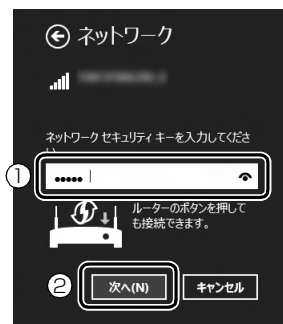 ネットワーク
ネットワーク セキュリティ キーを入力してくださ
い
①
•••••
ルーターのボタンを押して
も接続できます。
②
次へ(N)
キャンセル